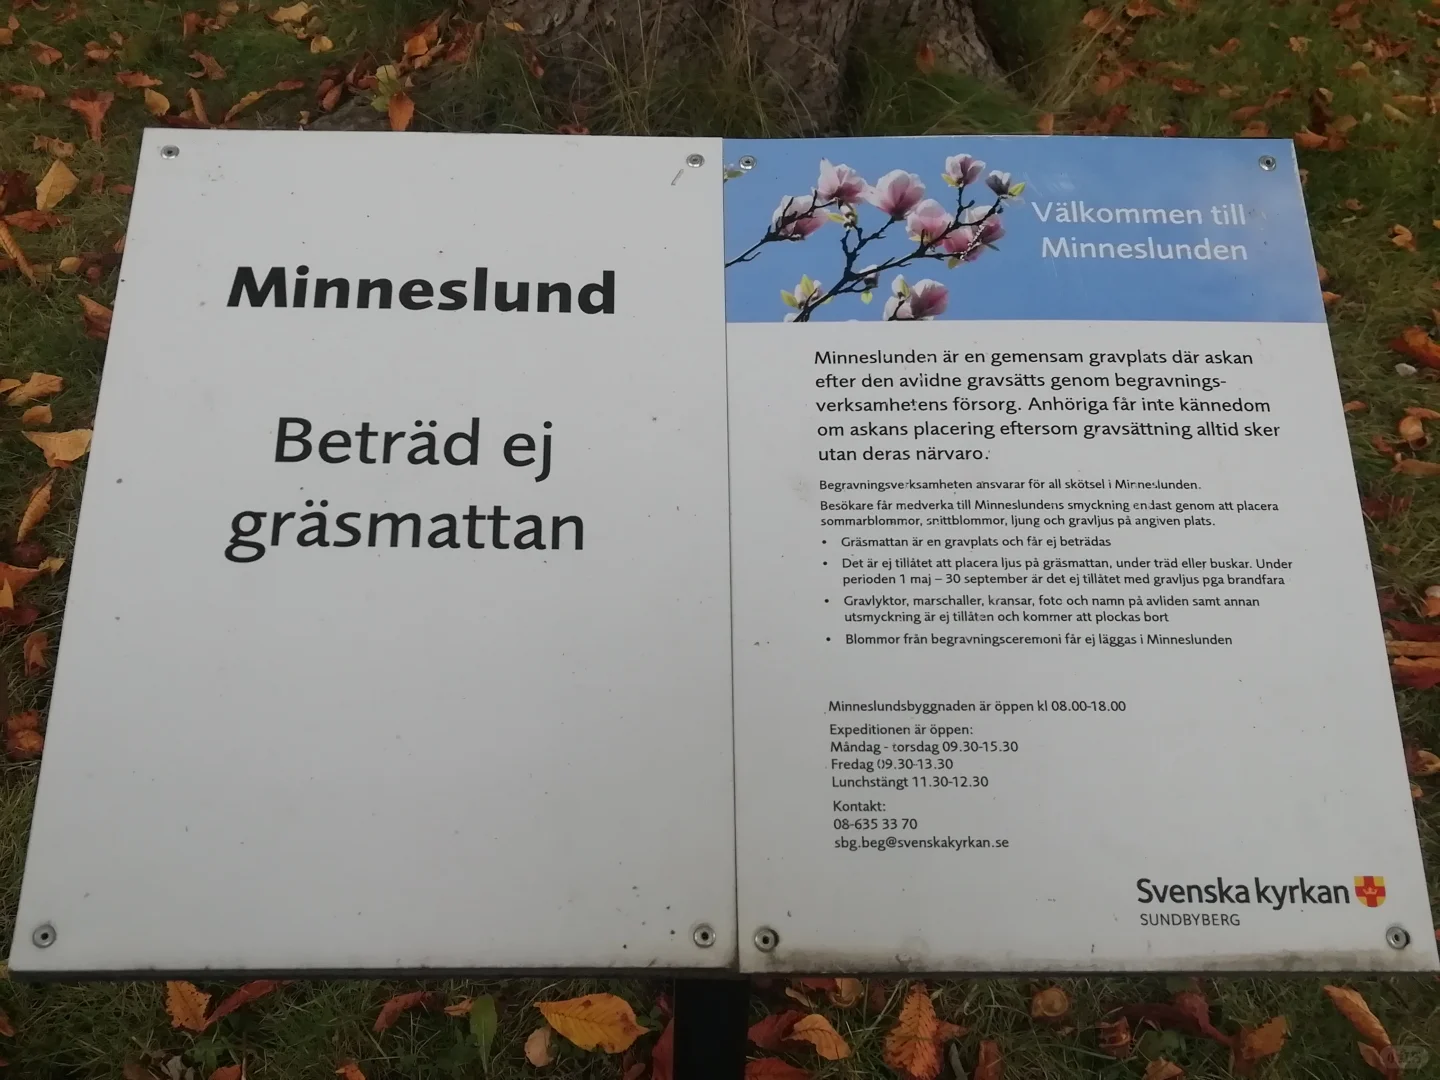 Minneslund
Beträd ej
gräsmattan
Välkommen till
Minneslunden
Minneslunden är en gemensam gravplats där askan
efter den avlidne gravsätts genom begravnings-
verksamhetens försorg. Anhöriga får inte kännedom
om askans placering eftersom gravsättning alltid sker
utan deras närvaro.
Begravningsverksamheten ansvarar för all skötsel i Minneslunden.
Besökare får medverka till Minneslundens smyckning endast genom att placera
sommarblommor, snittblommor, ljung och gravljus på angiven plats.
• Gräsmattan är en gravplats och får ej beträdas
• Det är ej tillåtet att placera ljus på gräsmattan, under träd eller buskar. Under
perioden 1 maj – 30 september är det ej tillåtet med gravljus pga brandfara
• Gravlyktor, marschaller, kransar, foto och namn på avliden samt annan
utsmyckning är ej tillåten och kommer att plockas bort
• Blommor från begravningsceremoni får ej läggas i Minneslunden
Minneslundsbyggnaden är öppen kl 08.00-18.00
Expeditionen är öppen:
Måndag - torsdag 09.30-15.30
Fredag 09.30-13.30
Lunchstängt 11.30-12.30
Kontakt:
08-635 33 70
sbg.beg@svenskakyrkan.se
Svenska kyrkan
SUNDBYBERG